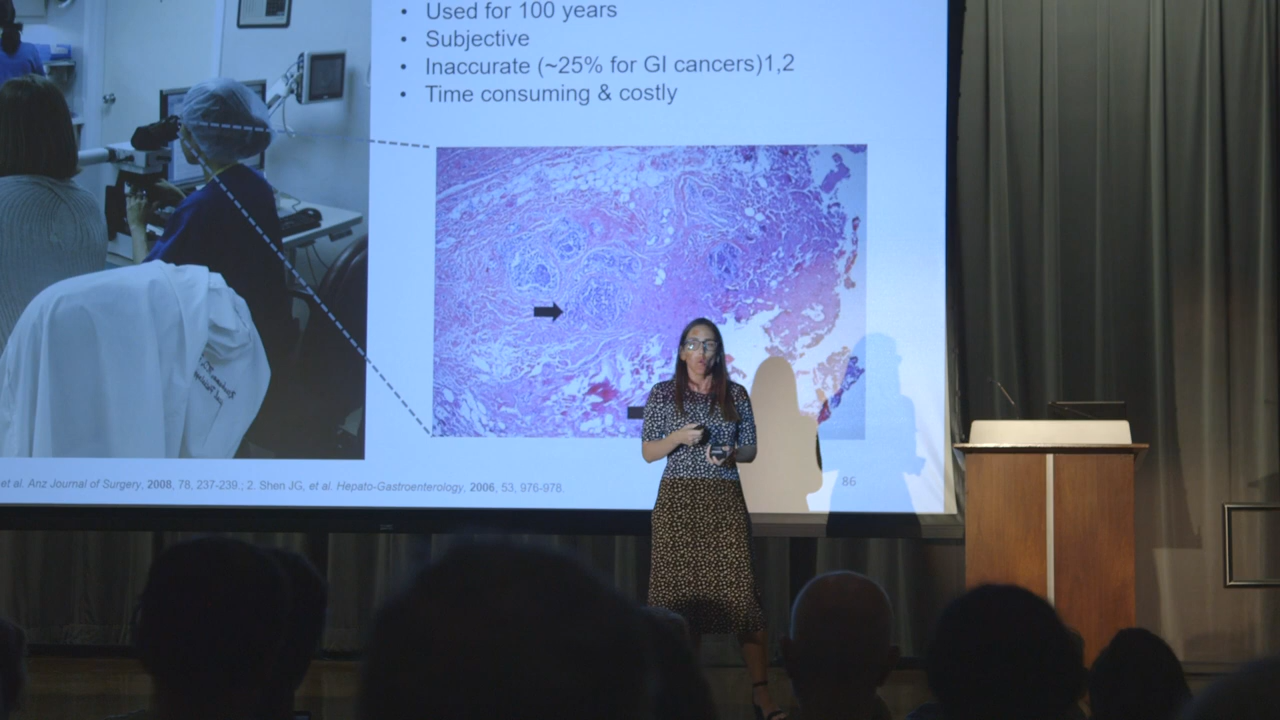 • Used for 100 years
• Subjective
• Inaccurate (~25% for GI cancers)1,2
• Time consuming & costly
et al. Anz Journal of Surgery, 2008, 78, 237-239.; 2. Shen JG, et al. Hepato-Gastroenterology, 2006, 53, 976-978.
86